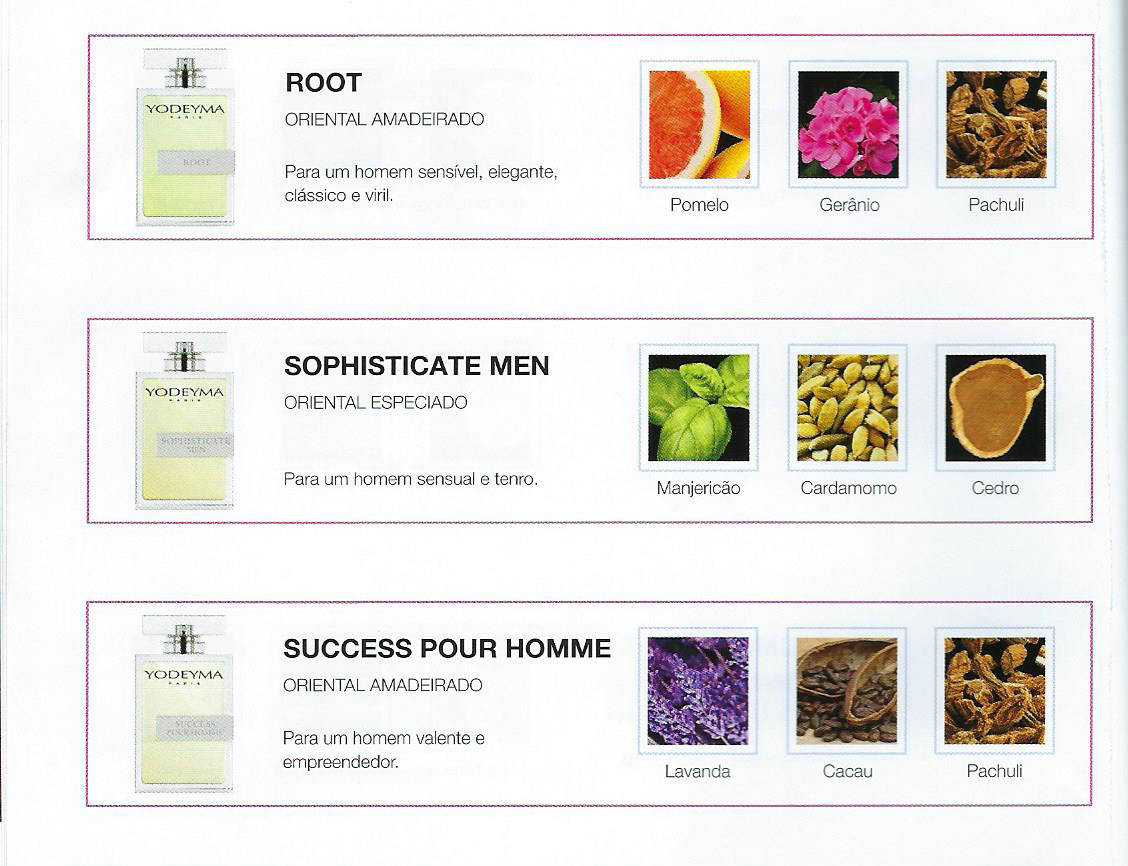 YODEYMA
PARIS
ROOT
ROOT
ORIENTAL AMADEIRADO
Para um homem sensível, elegante,
clássico e viril.
Pomelo
Gerânio
Pachuli
YODEYMA
PARIS
SOPHISTICATE
MEN
SOPHISTICATE MEN
ORIENTAL ESPECIADO
Para um homem sensual e tenro.
Manjericão
Cardamomo
Cedro
YODEYMA
PARIS
SUCCESS
POUR HOMME
SUCCESS POUR HOMME
ORIENTAL AMADEIRADO
Para um homem valente e
empreendedor.
Lavanda
Cacau
Pachuli